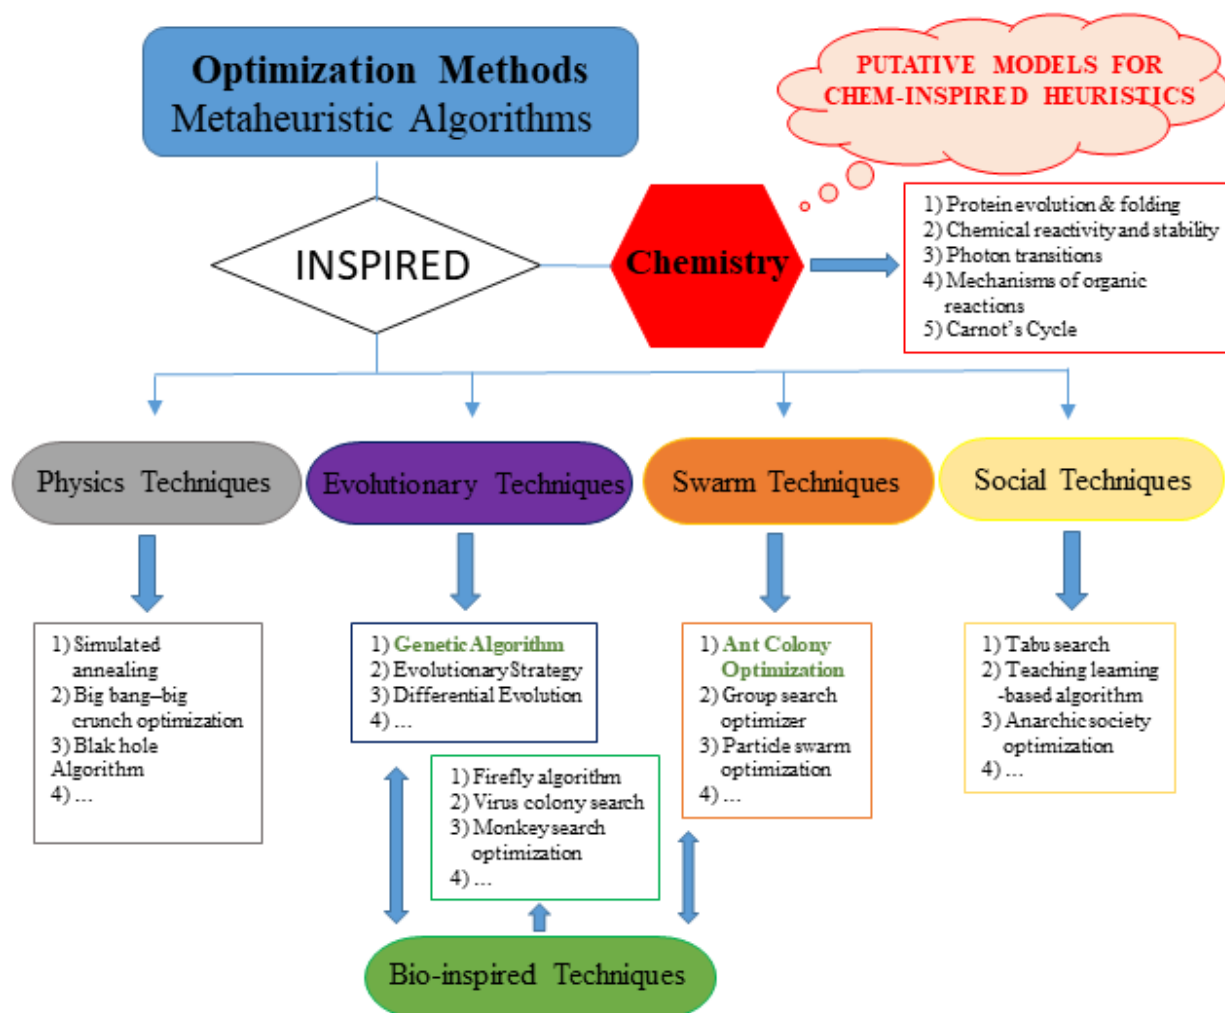 Optimization Methods
Metaheuristic Algorithms
PUTATIVE MODELS FOR
CHEM-INSPIRED HEURISTICS
INSPIRED
Chemistry
1) Protein evolution & folding
2) Chemical reactivity and stability
3) Photon transitions
4) Mechanisms of organic
reactions
5) Carnot's Cycle
Physics Techniques
Evolutionary Techniques
Swarm Techniques
Social Techniques
1) Simulated
annealing
2) Big bang–big
crunch optimization
3) Blak hole
Algorithm
4) ...
1) Genetic Algorithm
2) Evolutionary Strategy
3) Differential Evolution
4) ...
1) Ant Colony
Optimization
2) Group search
optimizer
3) Particle swarm
optimization
4) ...
1) Tabu search
2) Teaching learning
-based algorithm
3) Anarchic society
optimization
4) ...
1) Firefly algorithm
2) Virus colony search
3) Monkey search
optimization
4) ...
Bio-inspired Techniques